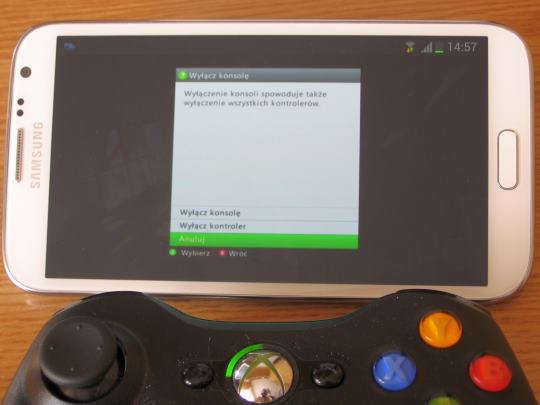 14:57
Wyłącz konsolę
Wyłączenie konsoli spowoduje także
wyłączenie wszystkich kontrolerów.
Wyłącz konsolę
Wyłącz kontroler
Anuluj
Wybierz Wróć
SAMSUNG
Y
X
B